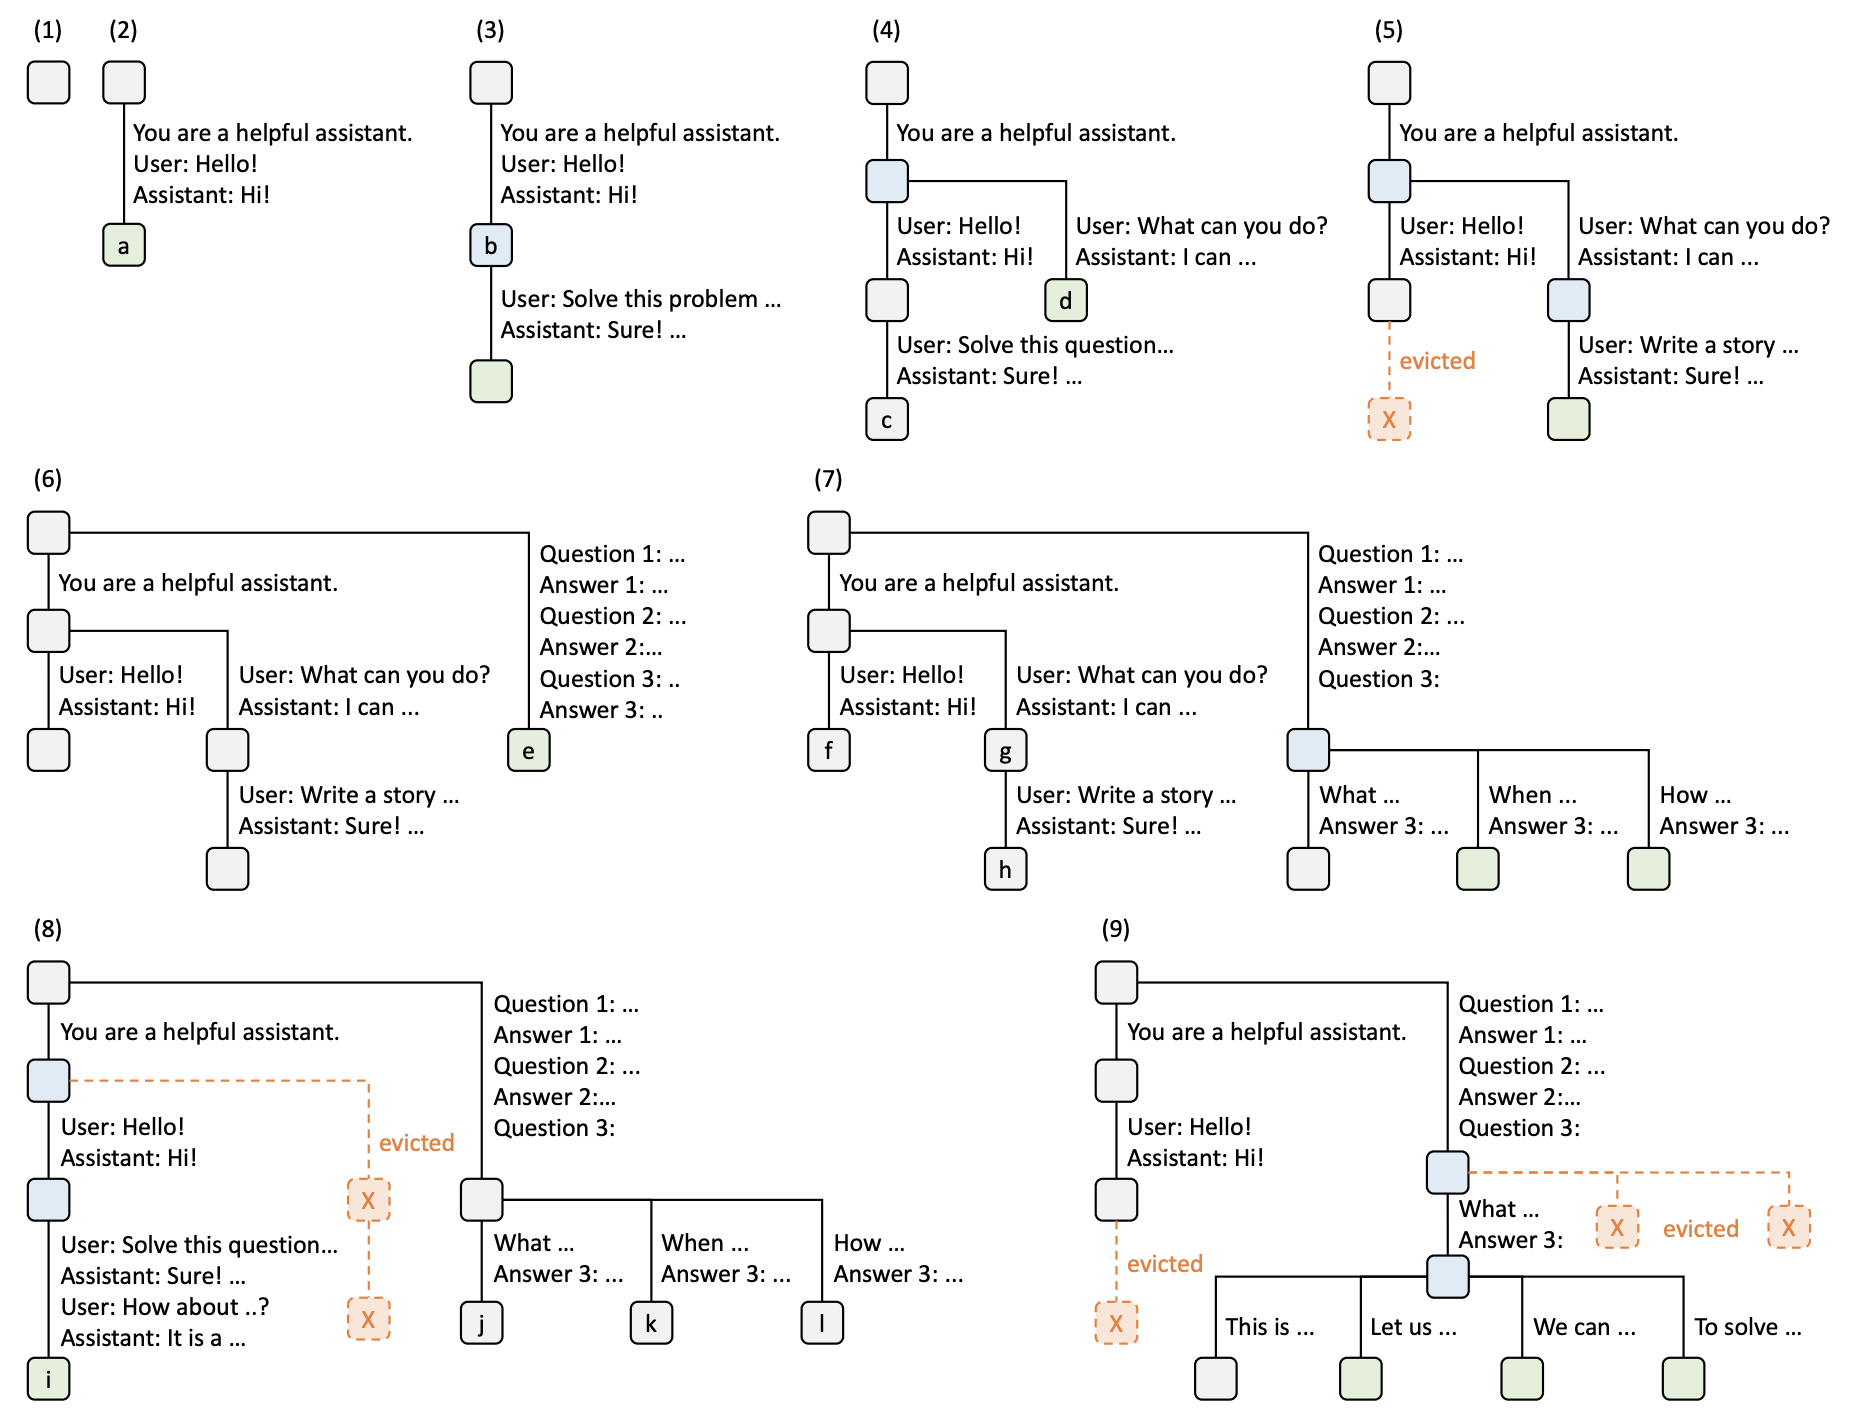 (1)
(2)
You are a helpful assistant.
User: Hello!
Assistant: Hi!
a
(3)
You are a helpful assistant.
User: Hello!
Assistant: Hi!
b
User: Solve this problem ...
Assistant: Sure! ...
(4)
You are a helpful assistant.
User: Hello!
Assistant: Hi!
User: What can you do?
Assistant: I can ...
d
User: Solve this question...
Assistant: Sure! ...
c
(5)
You are a helpful assistant.
User: Hello!
Assistant: Hi!
User: What can you do?
Assistant: I can ...
evicted
X
User: Write a story ...
Assistant: Sure! ...
(6)
You are a helpful assistant.
User: Hello!
Assistant: Hi!
User: What can you do?
Assistant: I can ...
User: Write a story ...
Assistant: Sure! ...
Question 1: ...
Answer 1: ...
Question 2: ...
Answer 2:...
Question 3: ..
Answer 3: ..
e
(7)
You are a helpful assistant.
User: Hello!
Assistant: Hi!
f
User: What can you do?
Assistant: I can ...
g
User: Write a story ...
Assistant: Sure! ...
h
Question 1: ...
Answer 1: ...
Question 2: ...
Answer 2:...
Question 3:
What ...
Answer 3: ...
When ...
Answer 3: ...
How ...
Answer 3: ...
(8)
You are a helpful assistant.
User: Hello!
Assistant: Hi!
evicted
X
X
User: Solve this question...
Assistant: Sure! ...
User: How about ..?
Assistant: It is a ...
i
Question 1: ...
Answer 1: ...
Question 2: ...
Answer 2:...
Question 3:
What ...
Answer 3: ...
j
When ...
Answer 3: ...
k
How ...
Answer 3: ...
l
(9)
You are a helpful assistant.
User: Hello!
Assistant: Hi!
evicted
X
Question 1: ...
Answer 1: ...
Question 2: ...
Answer 2:...
Question 3:
What ...
Answer 3:
X
evicted
X
This is ...
Let us ...
We can ...
To solve ...